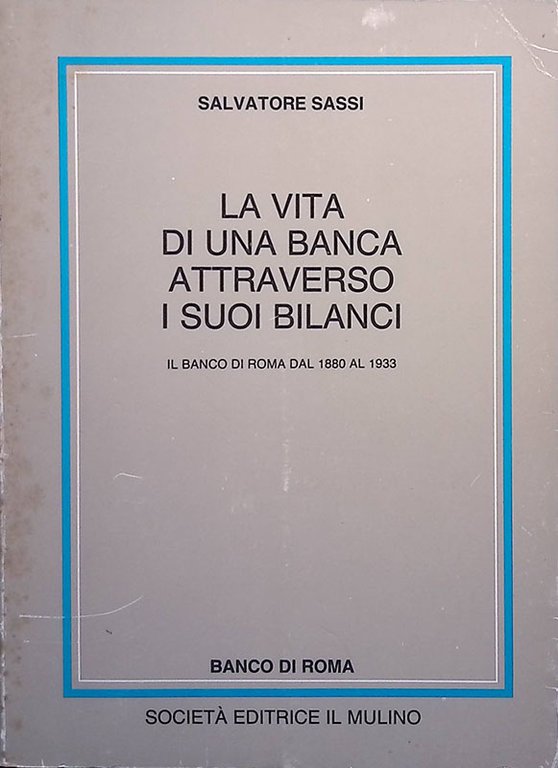 SALVATORE SASSI
LA VITA
DI UNA BANCA
ATTRAVERSO
I SUOI BILANCI
IL BANCO DI ROMA DAL 1880 AL 1933
BANCO DI ROMA
SOCIETÀ EDITRICE IL MULINO